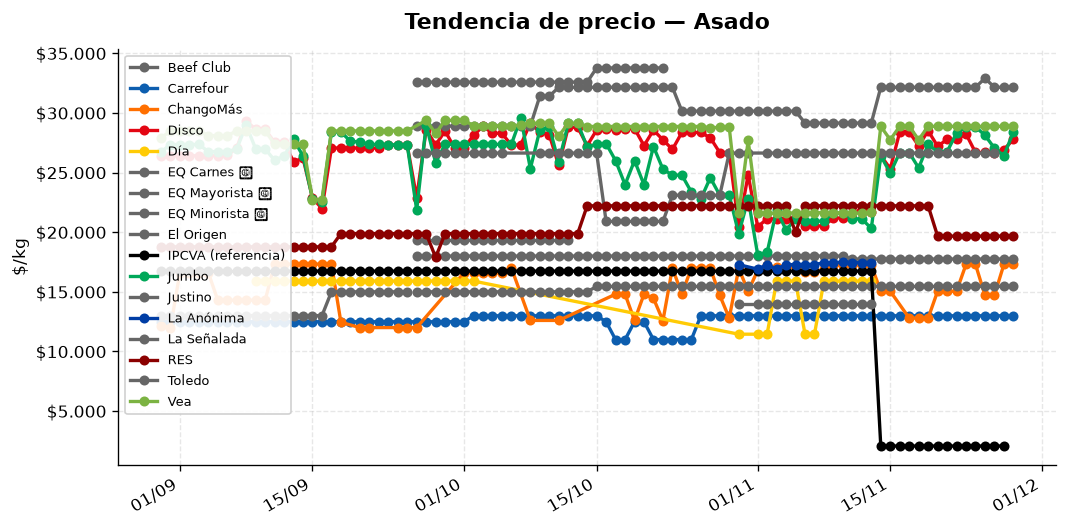 Tendencia de precio — Asado
$/kg
$35.000
$30.000
$25.000
$20.000
$15.000
$10.000
$5.000
Beef Club
Carrefour
ChangoMás
Disco
Día
EQ Carnes
EQ Mayorista
EQ Minorista
El Origen
IPCVA (referencia)
Jumbo
Justino
La Anónima
La Señalada
RES
Toledo
Vea
01/09
15/09
01/10
15/10
01/11
15/11
01/12